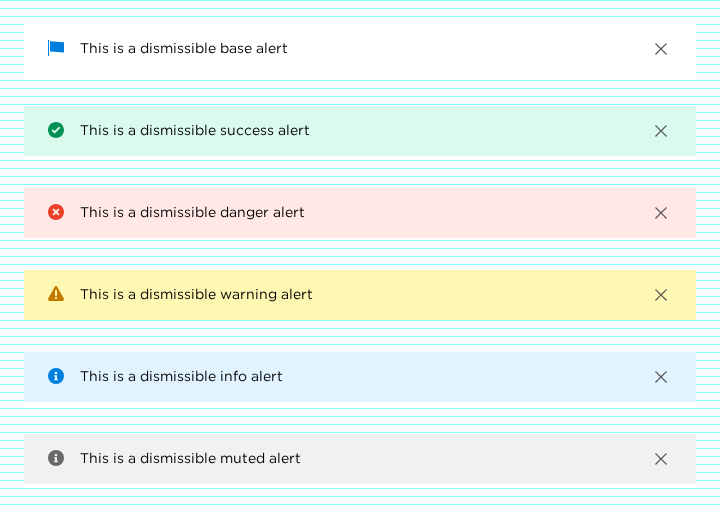 This is a dismissible base alert
This is a dismissible success alert
This is a dismissible danger alert
This is a dismissible warning alert
This is a dismissible info alert
This is a dismissible muted alert